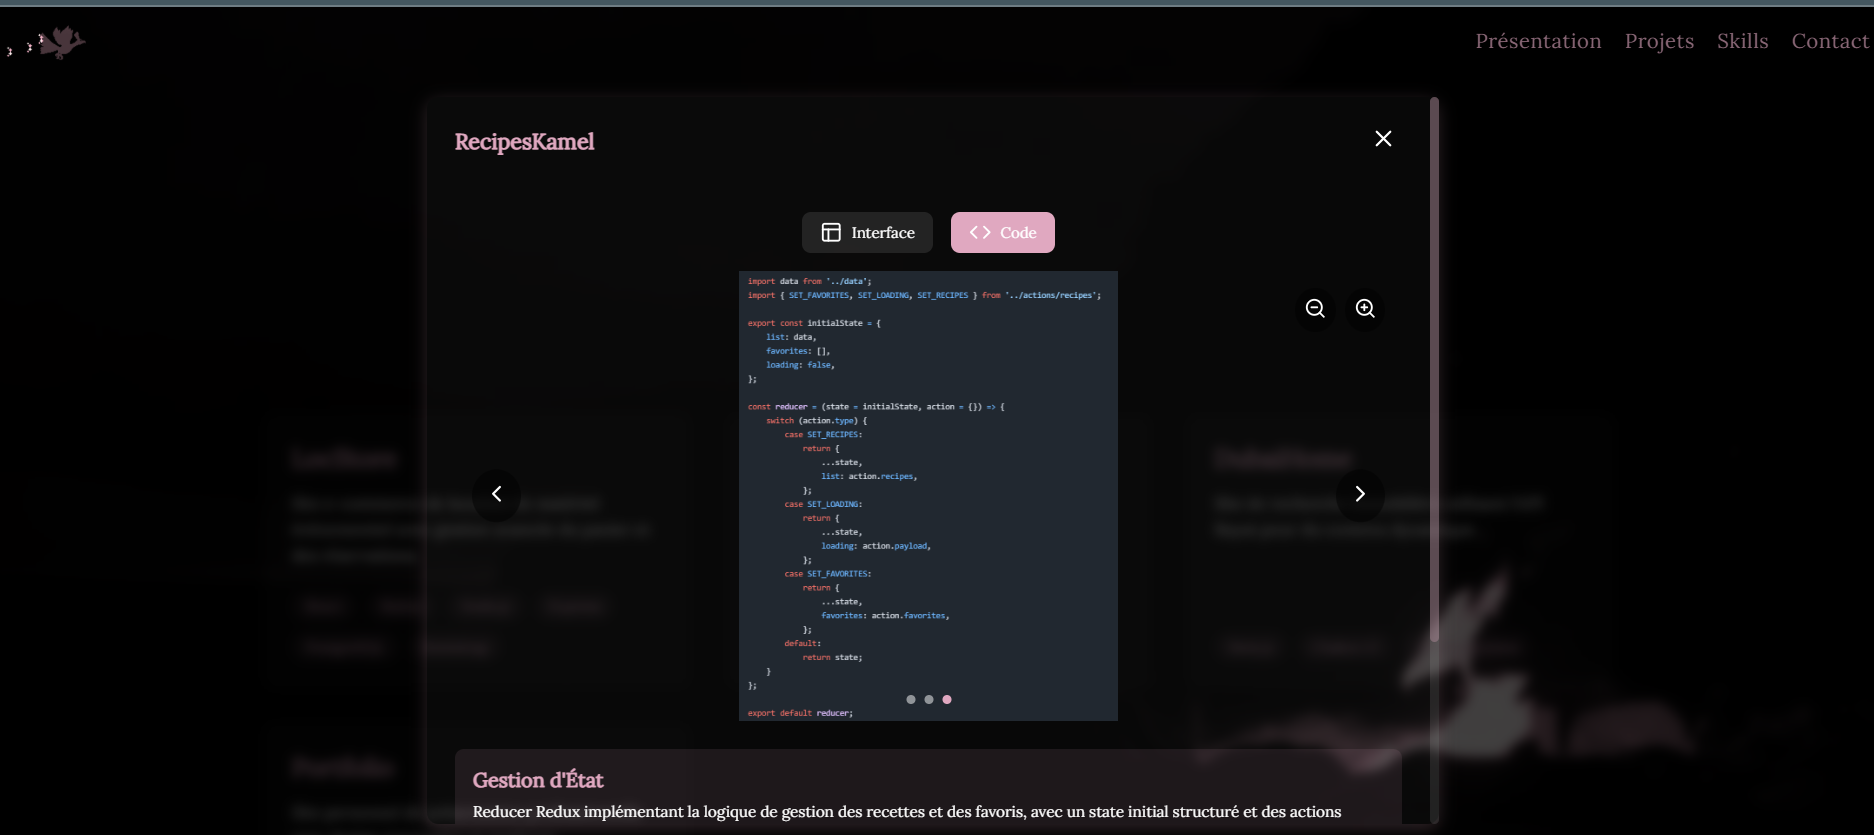 Présentation Projets Skills Contact
RecipesKamel
Interface Code
import data from '../data';
import { SET_FAVORITES, SET_LOADING, SET_RECIPES } from '../actions/recipes';
export const initialState = {
list: data,
favorites: [],
loading: false,
};
const reducer = (state = initialState, action = {}) => {
switch (action.type) {
case SET_RECIPES:
return {
...state,
list: action.recipes,
};
case SET_LOADING:
return {
...state,
loading: action.payload,
};
case SET_FAVORITES:
return {
...state,
favorites: action.favorites,
};
default:
return state;
}
};
export default reducer;
Gestion d'État
Reducer Redux implémentant la logique de gestion des recettes et des favoris, avec un state initial structuré et des actions
Portfolio